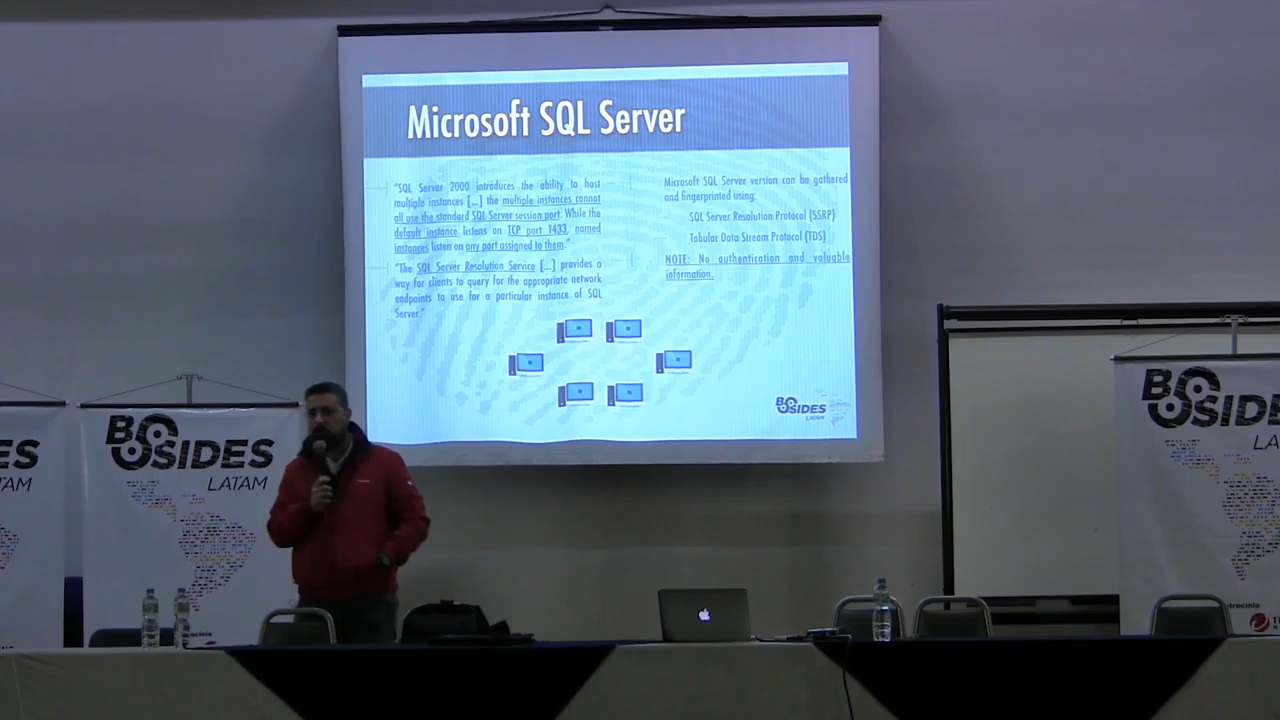 Microsoft SQL Server
"SQL Server 2000 introduces the ability to host
multiple instances [...] the multiple instances cannot
all use the standard SQL Server session port. While the
default instance listens on TCP port 1433, named
instances listen on any port assigned to them."
"The SQL Server Resolution Service [...] provides a
way for clients to query for the appropriate network
endpoints to use for a particular instance of SQL
Server."
Microsoft SQL Server version can be gathered
and fingerprinted using:
SQL Server Resolution Protocol (SSRP)
Tabular Data Stream Protocol (TDS)
NOTE: No authentication and valuable
information.
BSIDES
LATAM
ES
TAM
BSIDES
LATAM
ocinio
BSIDE
LA
trocinio